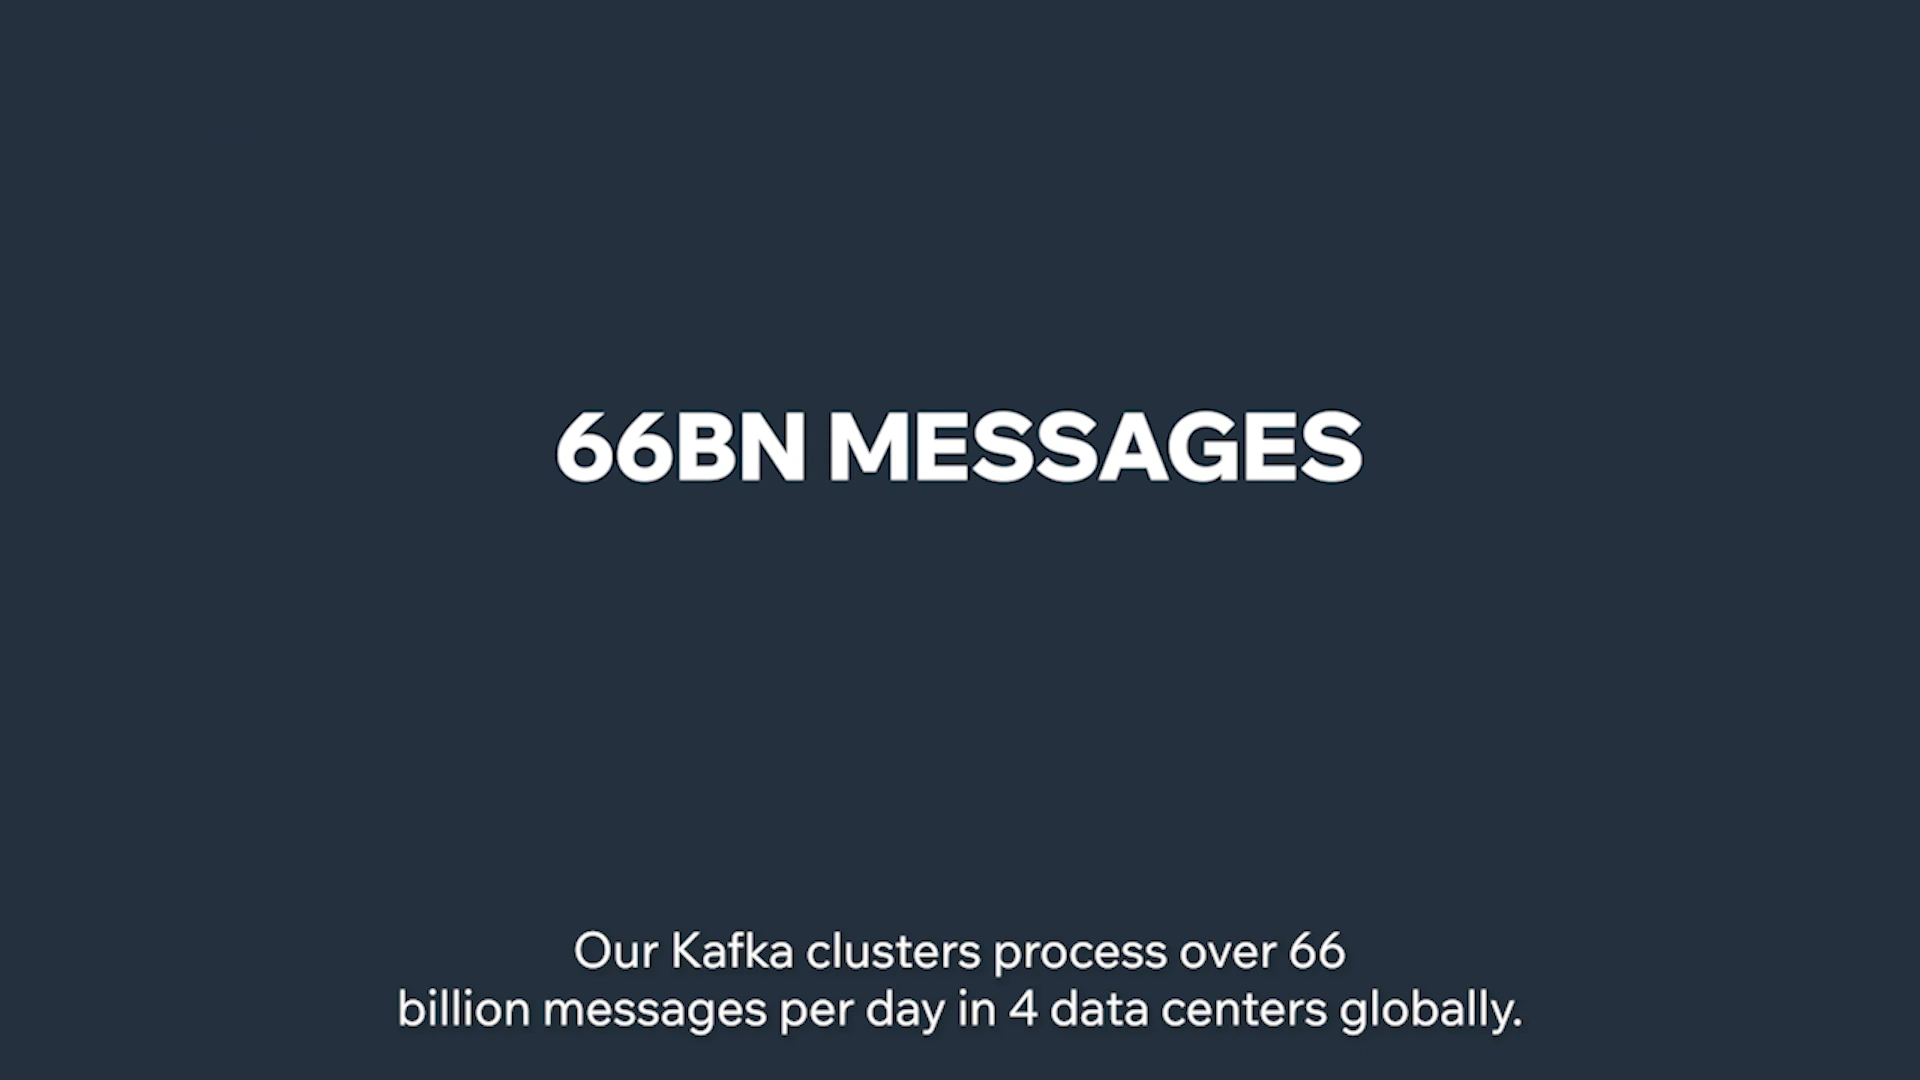 66BN MESSAGES
Our Kafka clusters process over 66
billion messages per day in 4 data centers globally.